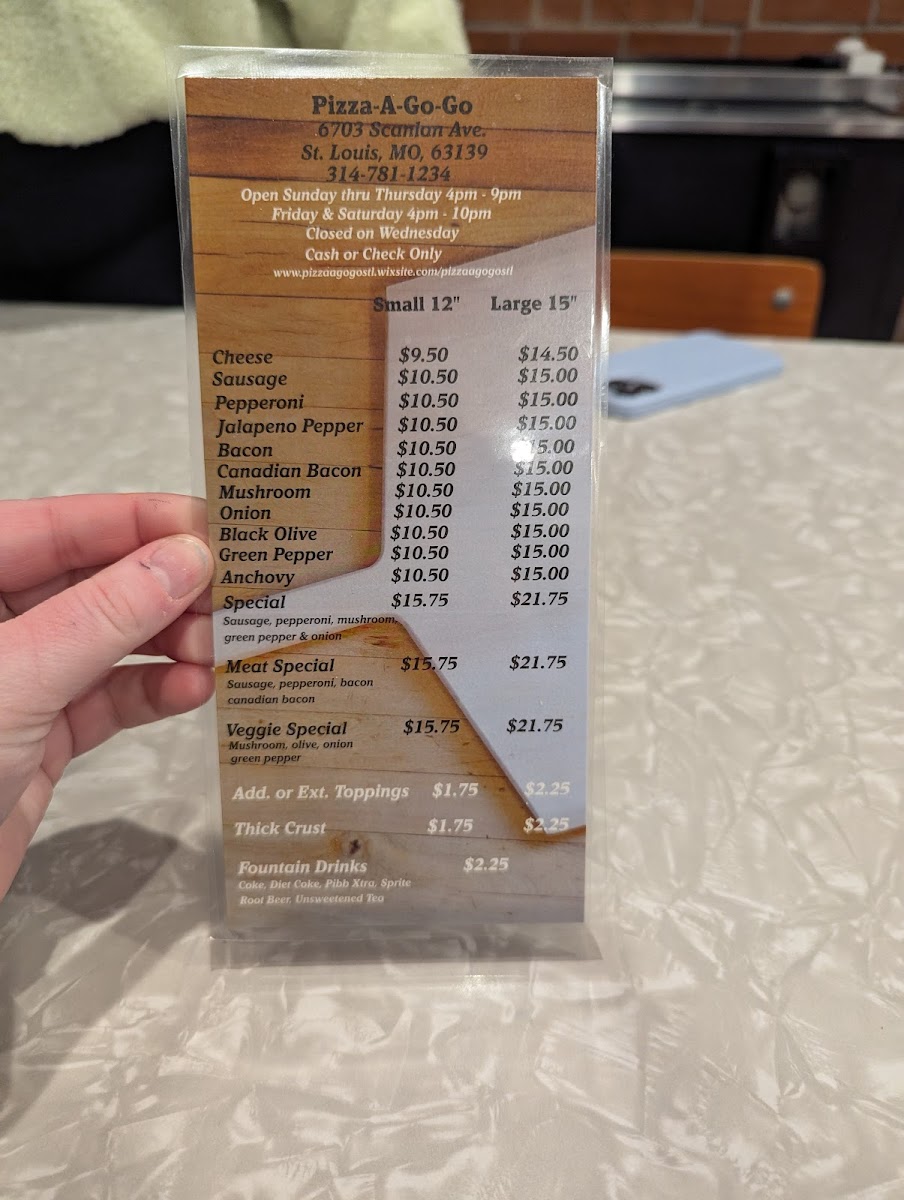 Pizza-A-Go-Go
6703 Scanlan Ave.
St. Louis, MO, 63139
314-781-1234
Open Sunday thru Thursday 4pm - 9pm
Friday & Saturday 4pm - 10pm
Closed on Wednesday
Cash or Check Only
www.pizzaagogostl.wixsite.com/pizzaagogostl
Small 12" Large 15"
Cheese $9.50 $14.50
Sausage $10.50 $15.00
Pepperoni $10.50 $15.00
Jalapeno Pepper $10.50 $15.00
Bacon $10.50 $15.00
Canadian Bacon $10.50 $15.00
Mushroom $10.50 $15.00
Onion $10.50 $15.00
Black Olive $10.50 $15.00
Green Pepper $10.50 $15.00
Anchovy $10.50 $15.00
Special $15.75 $21.75
Sausage, pepperoni, mushroom,
green pepper & onion
Meat Special $15.75 $21.75
Sausage, pepperoni, bacon
canadian bacon
Veggie Special $15.75 $21.75
Mushroom, olive, onion
green pepper
Add. or Ext. Toppings $1.75 $2.25
Thick Crust $1.75 $2.25
Fountain Drinks $2.25
Coke, Diet Coke, Pibb Xtra, Sprite
Root Beer, Unsweetened Tea